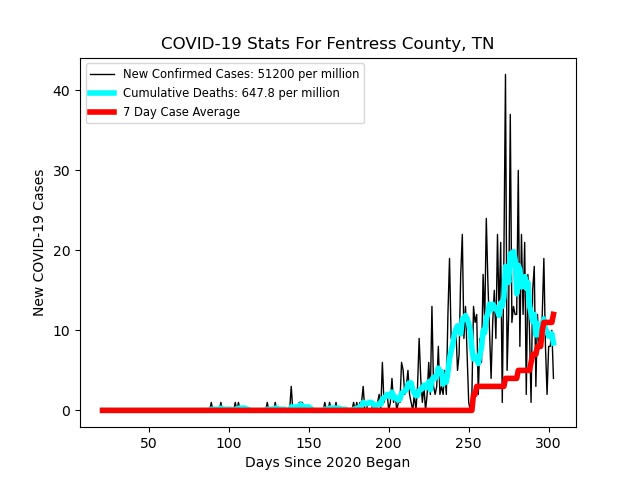 COVID-19 Stats For Fentress County, TN
New Confirmed Cases: 51200 per million
Cumulative Deaths: 647.8 per million
7 Day Case Average
New COVID-19 Cases
40
30
20
10
0
50 100 150 200 250 300
Days Since 2020 Began